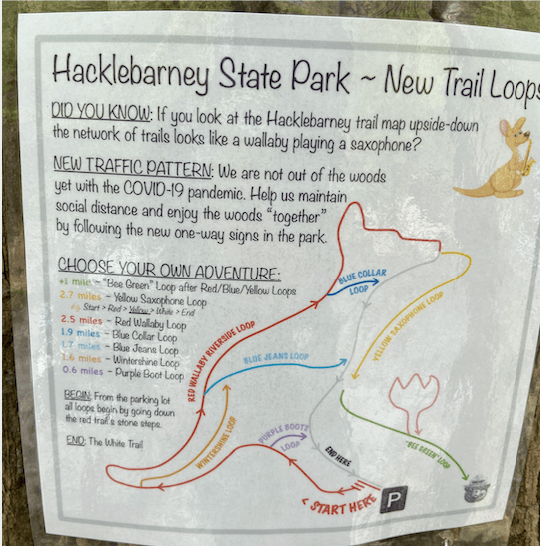 Hacklebarney State Park ~ New Trail Loops
DID YOU KNOW: If you look at the Hacklebarney trail map upside-down
the network of trails looks like a wallaby playing a saxophone?
NEW TRAFFIC PATTERN: We are not out of the woods
yet with the COVID-19 pandemic. Help us maintain
social distance and enjoy the woods "together"
by following the new one-way signs in the park.
CHOOSE YOUR OWN ADVENTURE:
+1 mile - "Bee Green" Loop after Red/Blue/Yellow Loops
2.7 miles - Yellow Saxophone Loop
eg Start > Red > Yellow > White > End
2.5 miles - Red Wallaby Loop
1.9 miles - Blue Collar Loop
1.7 miles - Blue Jeans Loop
1.6 miles - Wintershine Loop
0.6 miles - Purple Boot Loop
BEGIN: From the parking lot
all loops begin by going down
the red trail's stone steps.
END: The White Trail
BLUE COLLAR
LOOP
YELLOW SAXOPHONE LOOP
RED WALLABY RIVERSIDE LOOP
BLUE JEANS LOOP
WINTERSHINE LOOP
PURPLE BOOTZ
LOOP
END HERE
"BEE GREEN" LOOP
< START HERE
P